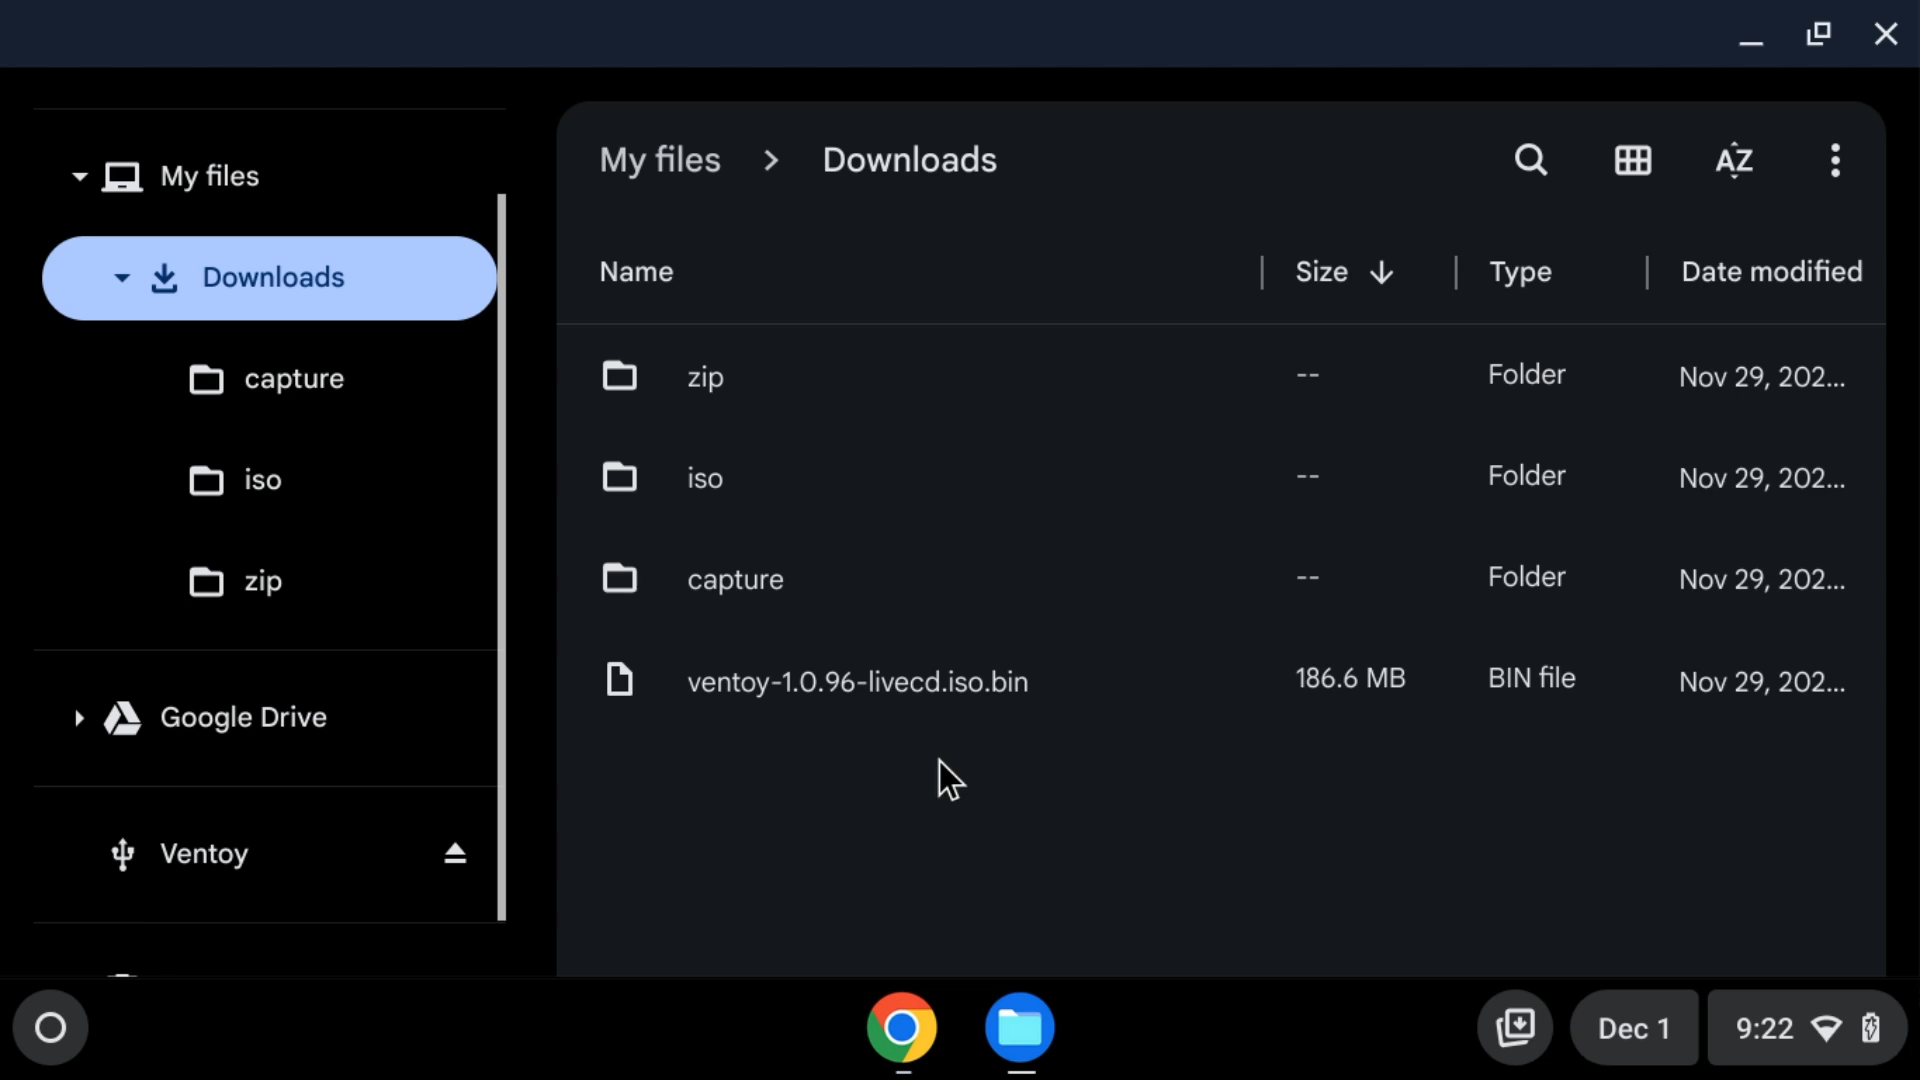 My files
Downloads
capture
iso
zip
Google Drive
Ventoy
My files > Downloads
AZ
Name Size Type Date modified
zip -- Folder Nov 29, 202...
iso -- Folder Nov 29, 202...
capture -- Folder Nov 29, 202...
ventoy-1.0.96-livecd.iso.bin 186.6 MB BIN file Nov 29, 202...
Dec 1 9:22